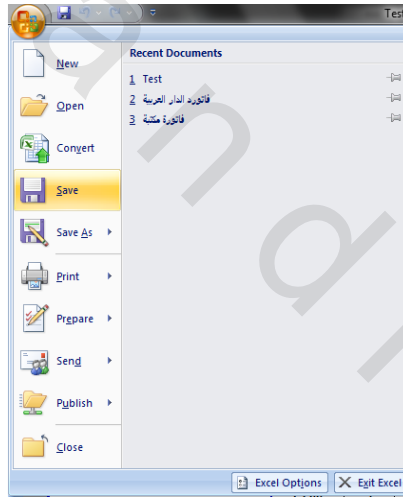 Test
New
Open
Convert
Save
Save As
Print
Prepare
Send
Publish
Close
Recent Documents
1 Test
2 فاتورد الدار العربية
3 فاتورة مكتبة
Excel Options
Exit Excel